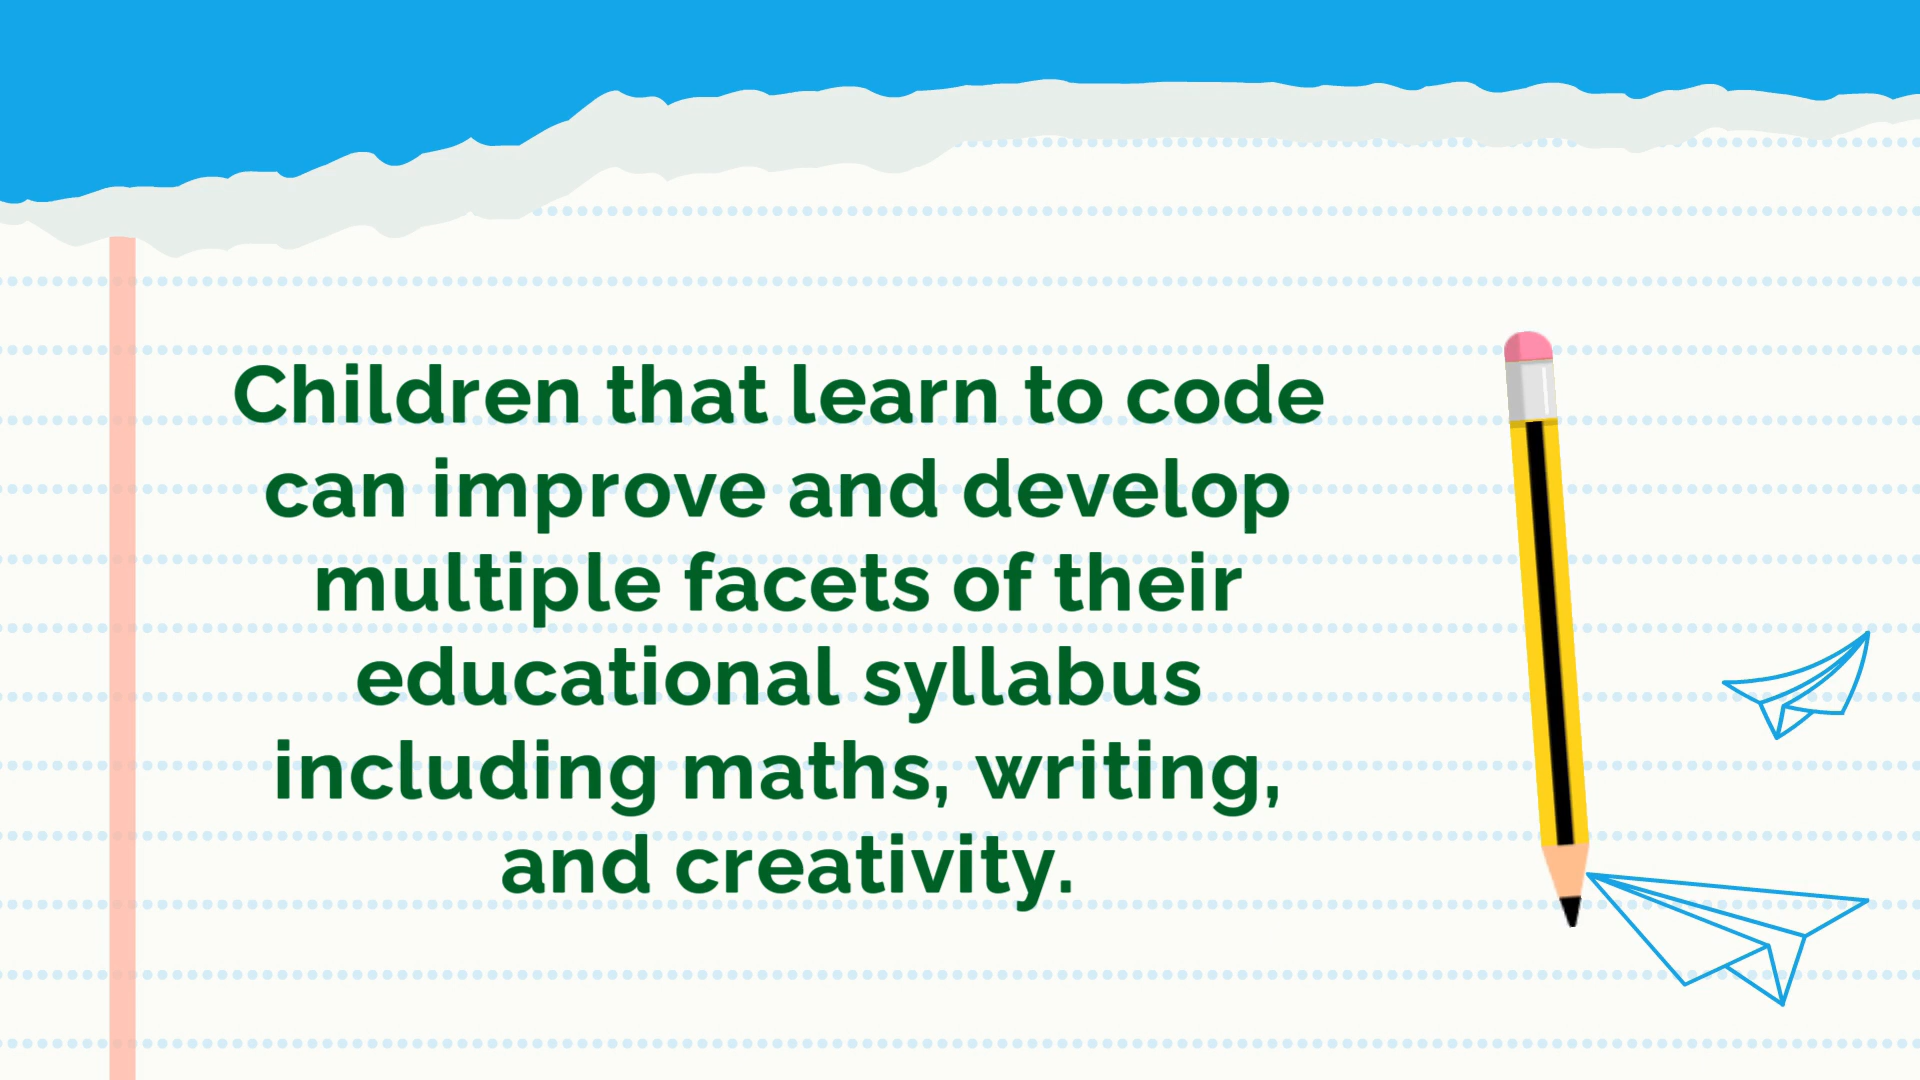 Children that learn to code
can improve and develop
multiple facets of their
educational syllabus
including maths, writing,
and creativity.